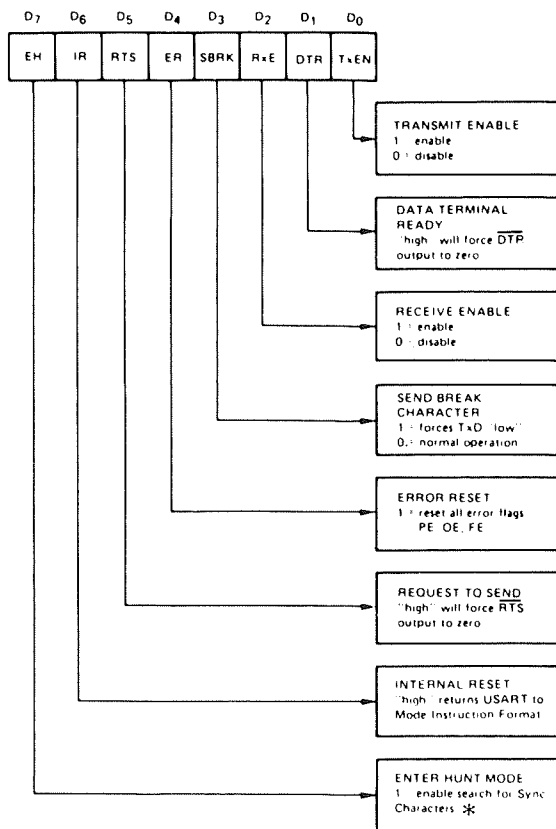 D7 D6 D5 D4 D3 D2 D1 D0
EH IR RTS ER SBRK RxE DTR TxEN
TRANSMIT ENABLE
1 enable
0 disable
DATA TERMINAL
READY
"high" will force DTR
output to zero
RECEIVE ENABLE
1 enable
0 disable
SEND BREAK
CHARACTER
1 = forces TxD "low"
0 = normal operation
ERROR RESET
1 = reset all error flags
PE OE, FE
REQUEST TO SEND
"high" will force RTS
output to zero
INTERNAL RESET
"high" returns USART to
Mode Instruction Format
ENTER HUNT MODE
1 enable search for Sync
Characters *